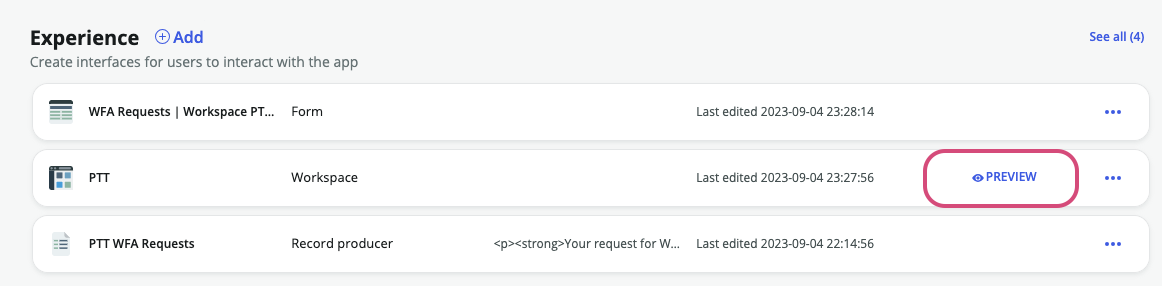 Experience Add See all (4)
Create interfaces for users to interact with the app
WFA Requests | Workspace PT... Form Last edited 2023-09-04 23:28:14
PTT Workspace Last edited 2023-09-04 23:27:56 PREVIEW
PTT WFA Requests Record producer <p><strong>Your request for W... Last edited 2023-09-04 22:14:56